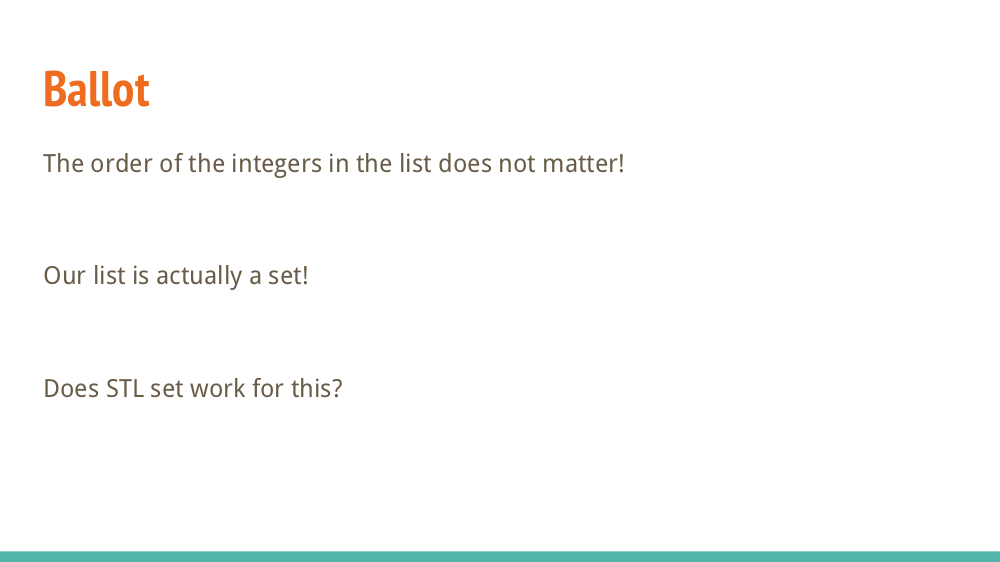 Ballot
The order of the integers in the list does not matter!
Our list is actually a set!
Does STL set work for this?